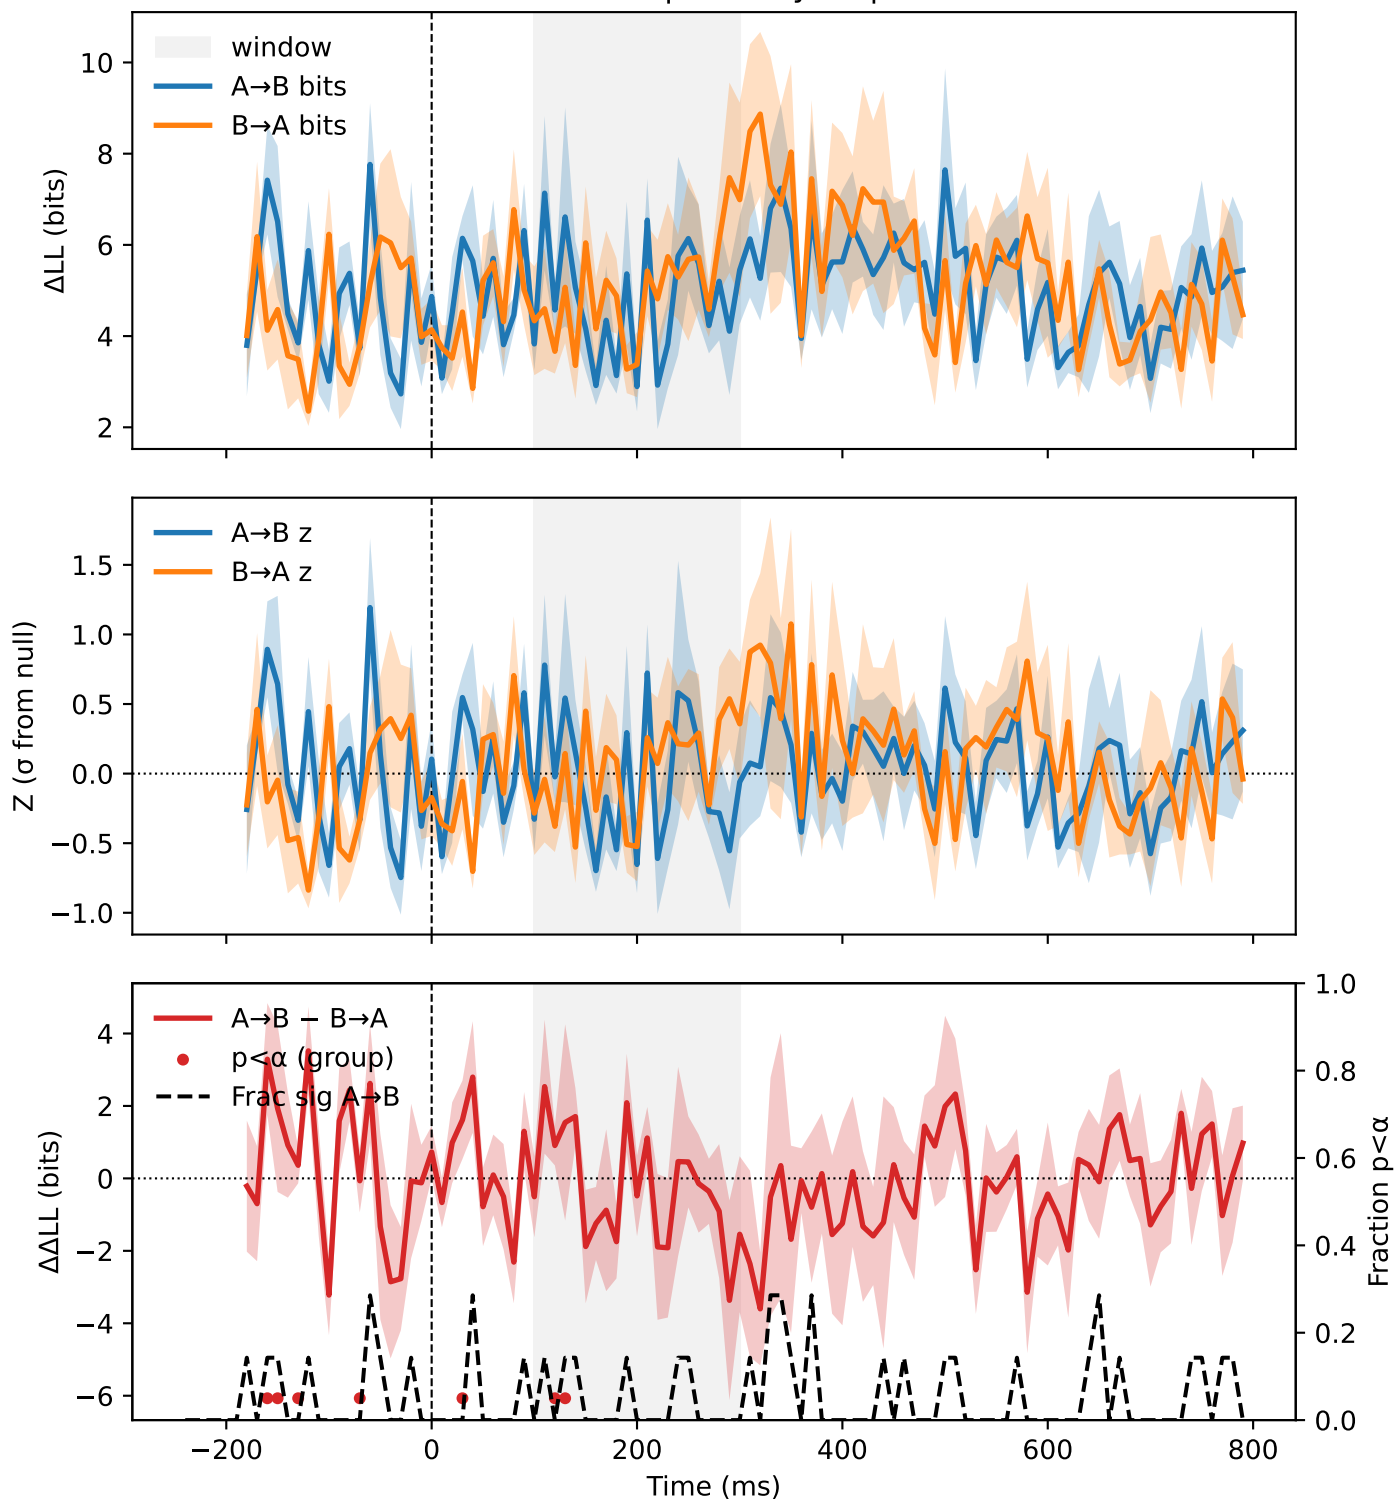 window
A→B bits
B→A bits
ΔLL (bits)
10
8
6
4
2
A→B z
B→A z
Z (σ from null)
1.5
1.0
0.5
0.0
−0.5
−1.0
A→B − B→A
p<α (group)
Frac sig A→B
ΔΔLL (bits)
4
2
0
−2
−4
−6
1.0
0.8
0.6
0.4
0.2
0.0
Fraction p<α
−200 0 200 400 600 800
Time (ms)